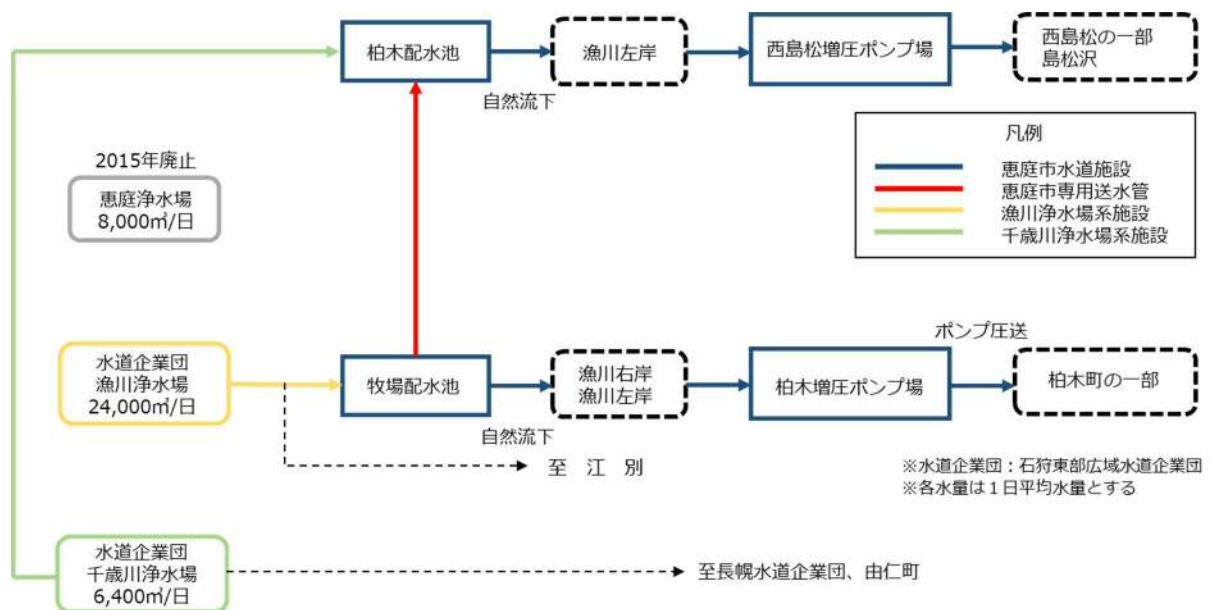 柏木配水池
漁川左岸
西島松増圧ポンプ場
西島松の一部
島松沢
自然流下
凡例
恵庭市水道施設
恵庭市専用送水管
漁川浄水場系施設
千歳川浄水場系施設
2015年廃止
恵庭浄水場
8,000㎥/日
水道企業団
漁川浄水場
24,000㎥/日
牧場配水池
漁川右岸
漁川左岸
柏木増圧ポンプ場
ポンプ圧送
柏木町の一部
自然流下
至 江 別
※水道企業団：石狩東部広域水道企業団
※各水量は１日平均水量とする
水道企業団
千歳川浄水場
6,400㎥/日
至長幌水道企業団、由仁町